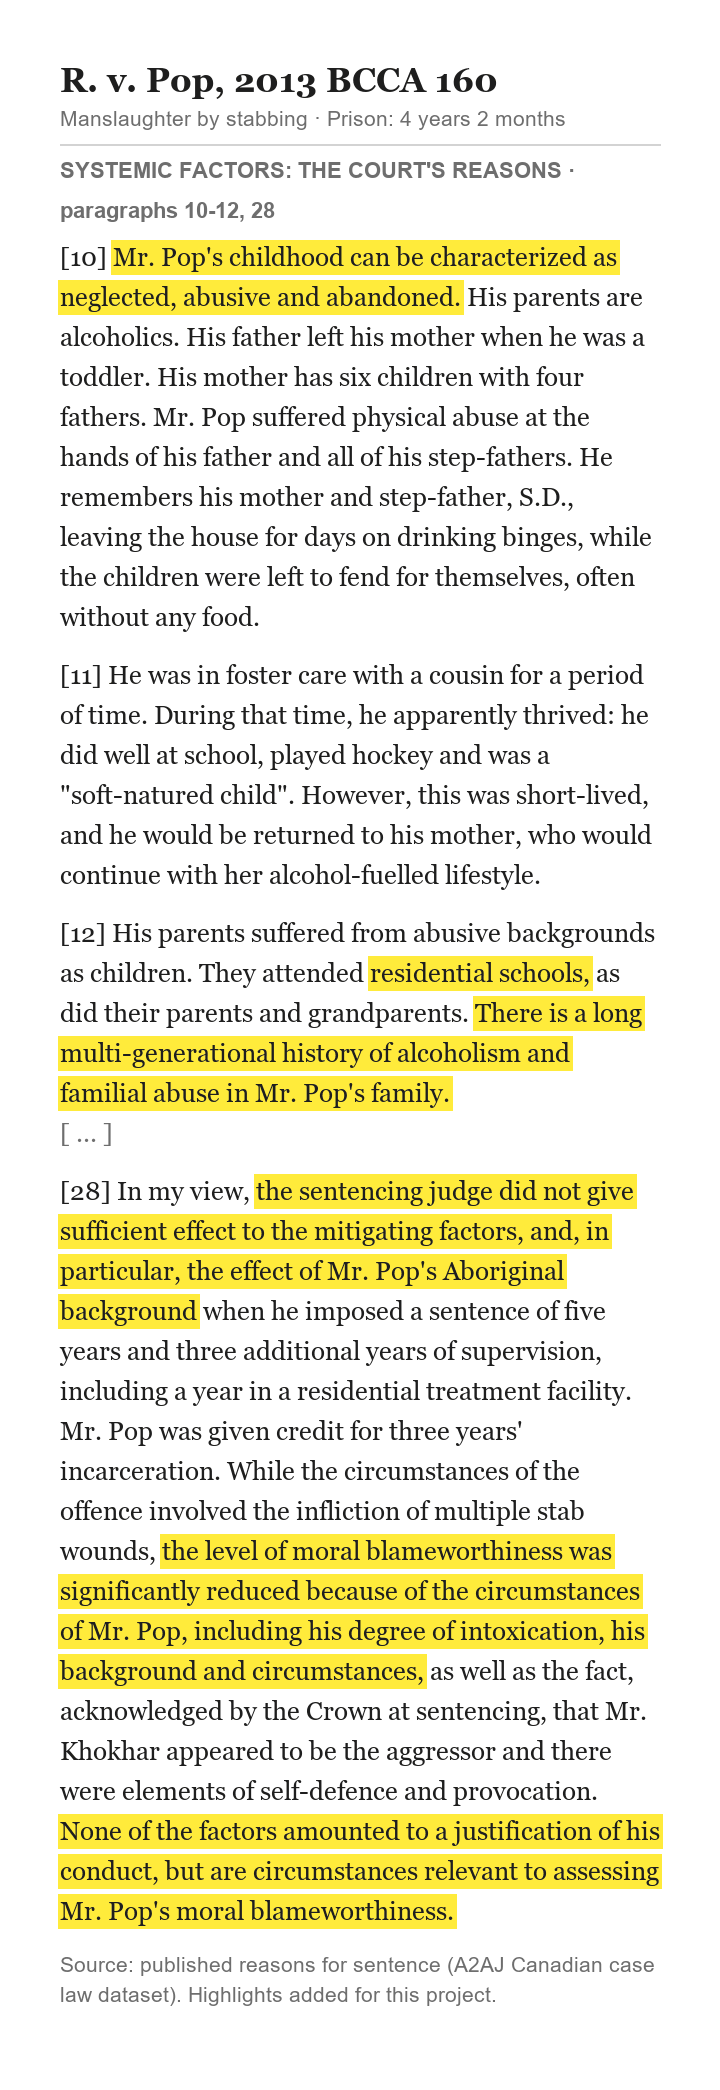 R. v. Pop, 2013 BCCA 160
Manslaughter by stabbing · Prison: 4 years 2 months
SYSTEMIC FACTORS: THE COURT'S REASONS ·
paragraphs 10-12, 28
[10] Mr. Pop's childhood can be characterized as
neglected, abusive and abandoned. His parents are
alcoholics. His father left his mother when he was a
toddler. His mother has six children with four
fathers. Mr. Pop suffered physical abuse at the
hands of his father and all of his step-fathers. He
remembers his mother and step-father, S.D.,
leaving the house for days on drinking binges, while
the children were left to fend for themselves, often
without any food.
[11] He was in foster care with a cousin for a period
of time. During that time, he apparently thrived: he
did well at school, played hockey and was a
"soft-natured child". However, this was short-lived,
and he would be returned to his mother, who would
continue with her alcohol-fuelled lifestyle.
[12] His parents suffered from abusive backgrounds
as children. They attended residential schools, as
did their parents and grandparents. There is a long
multi-generational history of alcoholism and
familial abuse in Mr. Pop's family.
[ ... ]
[28] In my view, the sentencing judge did not give
sufficient effect to the mitigating factors, and, in
particular, the effect of Mr. Pop's Aboriginal
background when he imposed a sentence of five
years and three additional years of supervision,
including a year in a residential treatment facility.
Mr. Pop was given credit for three years'
incarceration. While the circumstances of the
offence involved the infliction of multiple stab
wounds, the level of moral blameworthiness was
significantly reduced because of the circumstances
of Mr. Pop, including his degree of intoxication, his
background and circumstances, as well as the fact,
acknowledged by the Crown at sentencing, that Mr.
Khokhar appeared to be the aggressor and there
were elements of self-defence and provocation.
None of the factors amounted to a justification of his
conduct, but are circumstances relevant to assessing
Mr. Pop's moral blameworthiness.
Source: published reasons for sentence (A2AJ Canadian case
law dataset). Highlights added for this project.